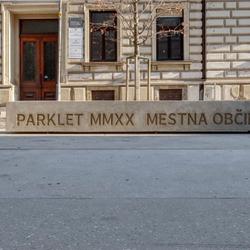 PARKLET MMXX MESTNA OBČI